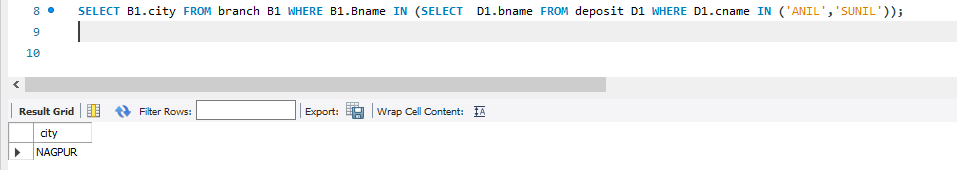 8 SELECT B1.city FROM branch B1 WHERE B1.Bname IN (SELECT  D1.bname FROM deposit D1 WHERE D1.cname IN ('ANIL','SUNIL'));
9
10
Result Grid Filter Rows: Export: Wrap Cell Content: IA
city
NAGPUR